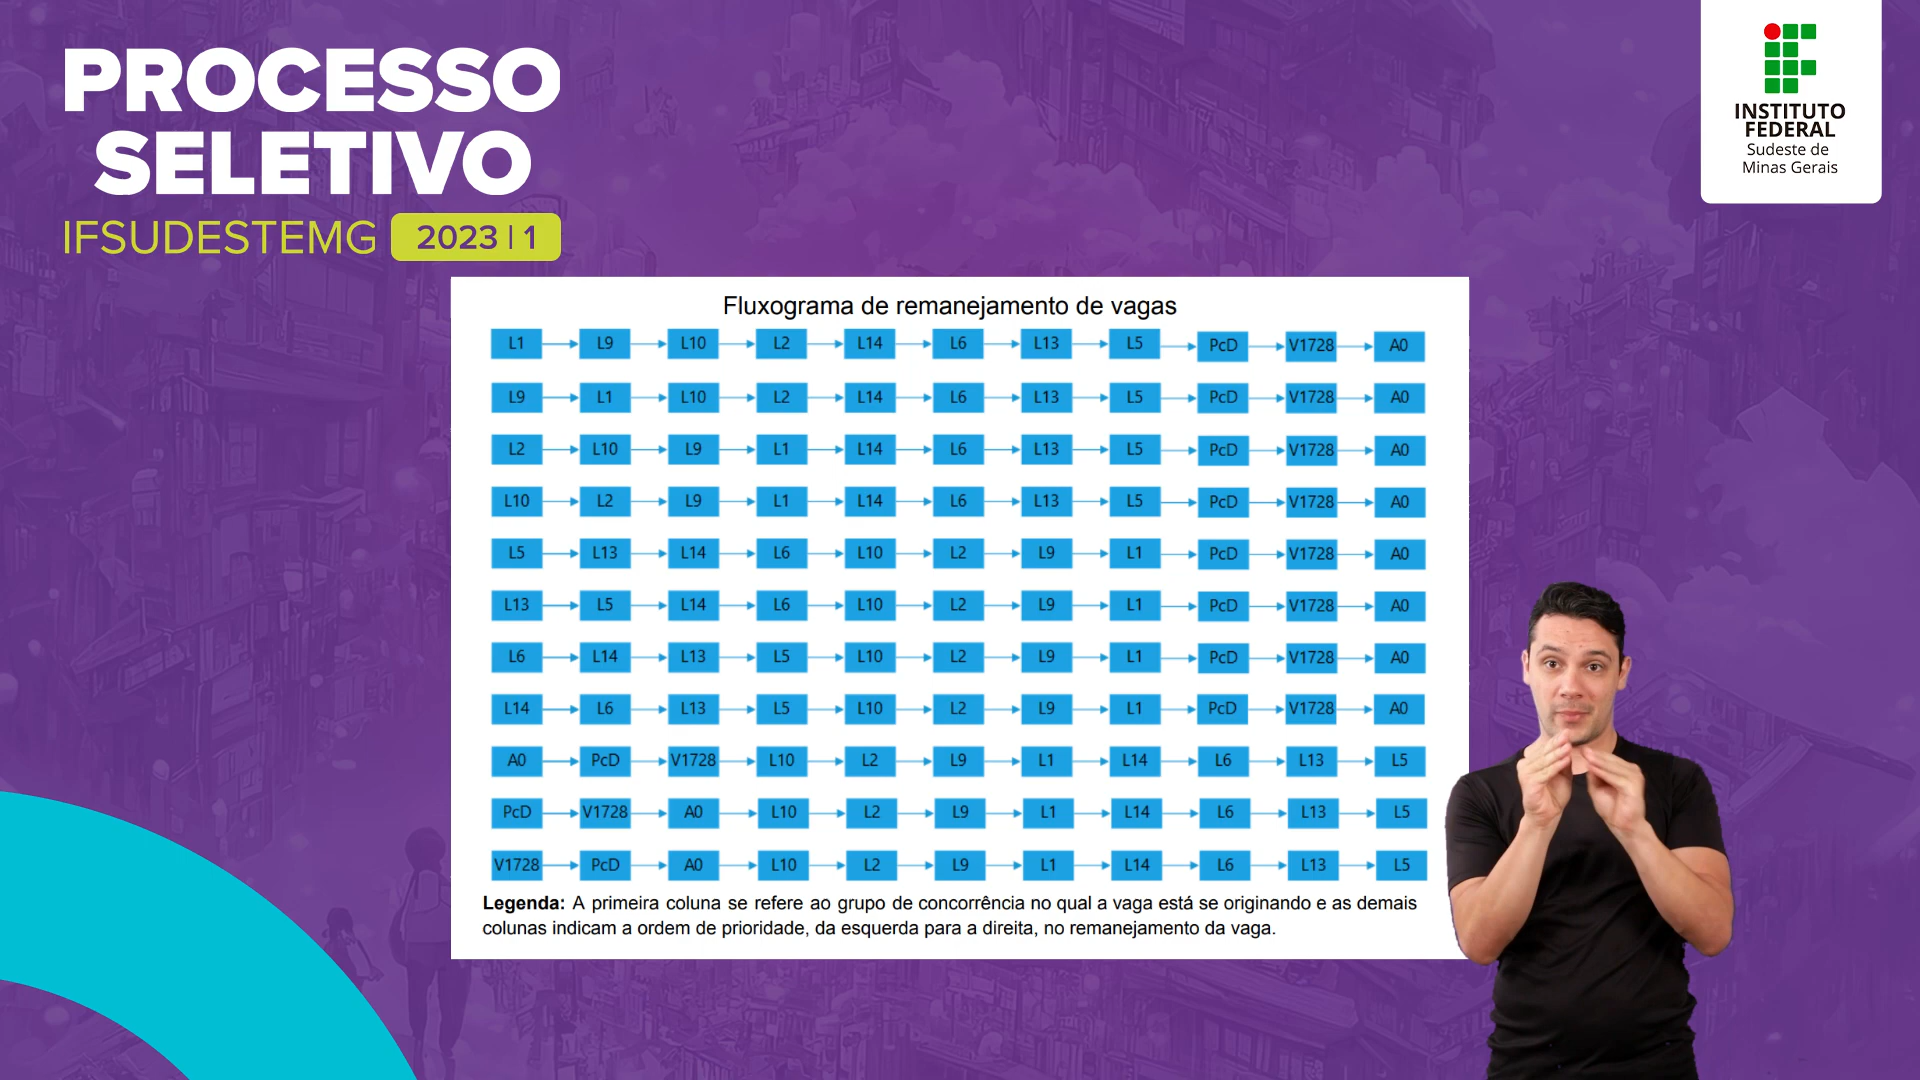 PROCESSO
SELETIVO
IFSUDESTEMG 2023 | 1
INSTITUTO
FEDERAL
Sudeste de
Minas Gerais
Fluxograma de remanejamento de vagas
L1 L9 L10 L2 L14 L6 L13 L5 PcD V1728 A0
L9 L1 L10 L2 L14 L6 L13 L5 PcD V1728 A0
L2 L10 L9 L1 L14 L6 L13 L5 PcD V1728 A0
L10 L2 L9 L1 L14 L6 L13 L5 PcD V1728 A0
L5 L13 L14 L6 L10 L2 L9 L1 PcD V1728 A0
L13 L5 L14 L6 L10 L2 L9 L1 PcD V1728 A0
L6 L14 L13 L5 L10 L2 L9 L1 PcD V1728 A0
L14 L6 L13 L5 L10 L2 L9 L1 PcD V1728 A0
A0 PcD V1728 L10 L2 L9 L1 L14 L6 L13 L5
PcD V1728 A0 L10 L2 L9 L1 L14 L6 L13 L5
V1728 PcD A0 L10 L2 L9 L1 L14 L6 L13 L5
Legenda: A primeira coluna se refere ao grupo de concorrência no qual a vaga está se originando e as demais
colunas indicam a ordem de prioridade, da esquerda para a direita, no remanejamento da vaga.